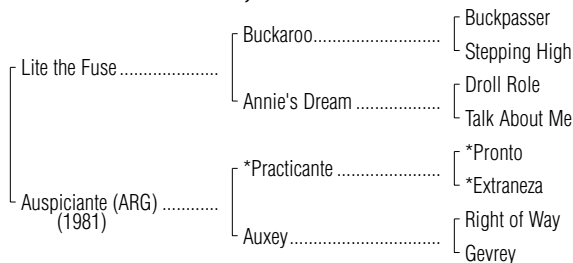 Buckpasser
Buckaroo........................................
Stepping High
Lite the Fuse ......................
Droll Role
Annie's Dream ..........................
Talk About Me
*Pronto
*Practicante ................................
*Extraneza
Auspiciante (ARG) ............
(1981)
Right of Way
Auxey..............................................
Gevrey